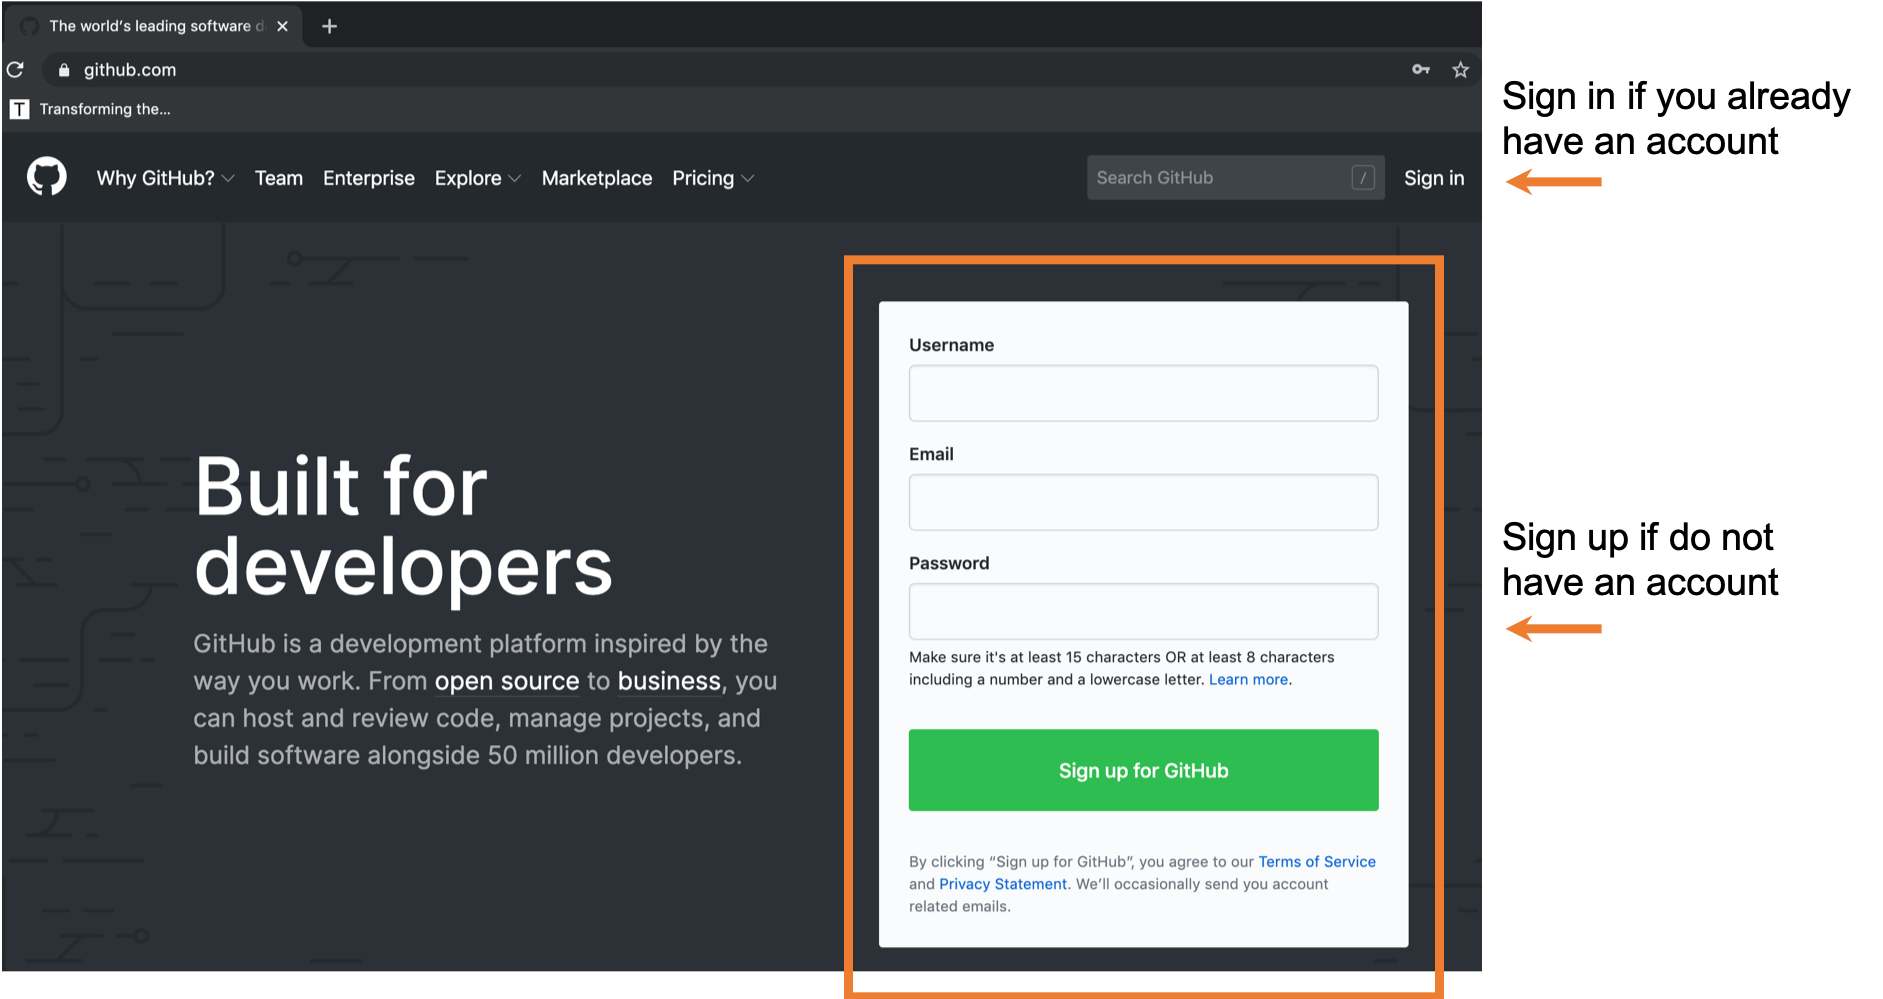 The world's leading software d
github.com
T Transforming the...
Why GitHub? Team Enterprise Explore Marketplace Pricing Search GitHub / Sign in
Sign in if you already
have an account
Built for
developers
GitHub is a development platform inspired by the
way you work. From open source to business, you
can host and review code, manage projects, and
build software alongside 50 million developers.
Username
Email
Password
Make sure it's at least 15 characters OR at least 8 characters
including a number and a lowercase letter. Learn more.
Sign up for GitHub
By clicking “Sign up for GitHub”, you agree to our Terms of Service
and Privacy Statement. We’ll occasionally send you account
related emails.
Sign up if do not
have an account